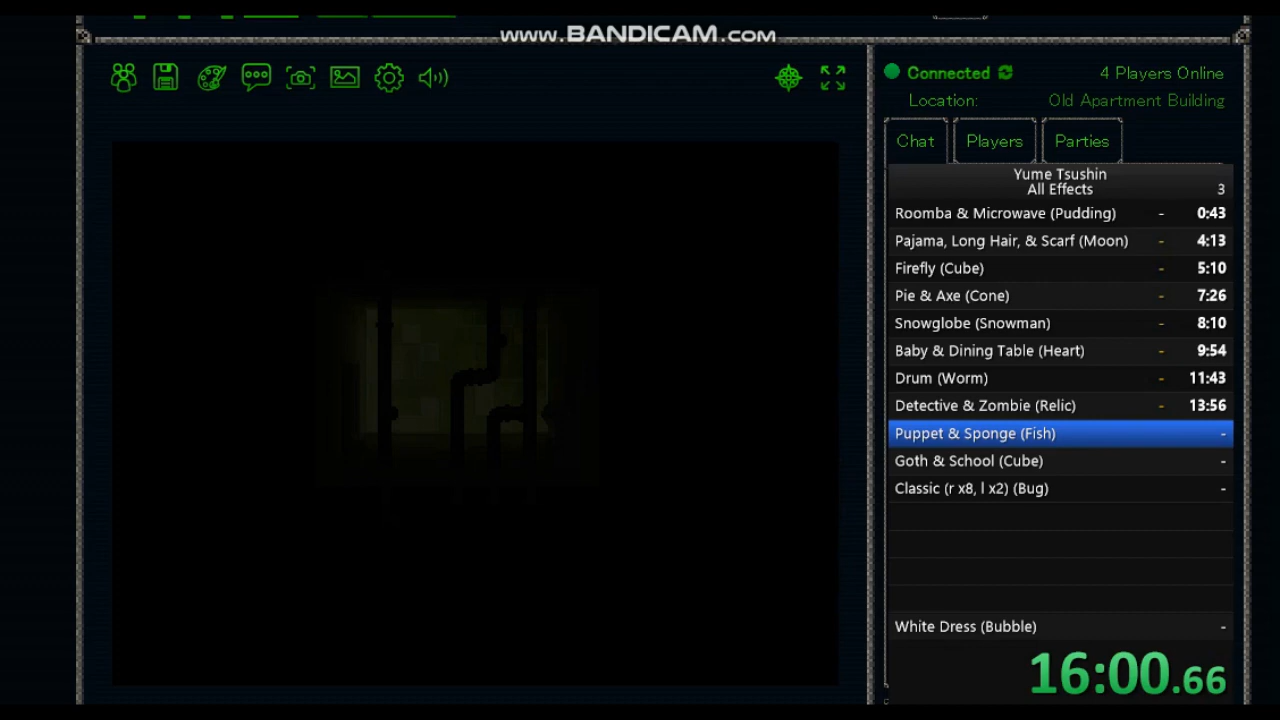 www.BANDICAM.com
Connected
4 Players Online
Location:
Old Apartment Building
Chat
Players
Parties
Yume Tsushin
All Effects
3
Roomba & Microwave (Pudding) - 0:43
Pajama, Long Hair, & Scarf (Moon) - 4:13
Firefly (Cube) - 5:10
Pie & Axe (Cone) - 7:26
Snowglobe (Snowman) - 8:10
Baby & Dining Table (Heart) - 9:54
Drum (Worm) - 11:43
Detective & Zombie (Relic) - 13:56
Puppet & Sponge (Fish) -
Goth & School (Cube) -
Classic (r x8, l x2) (Bug) -
White Dress (Bubble) -
16:00.66